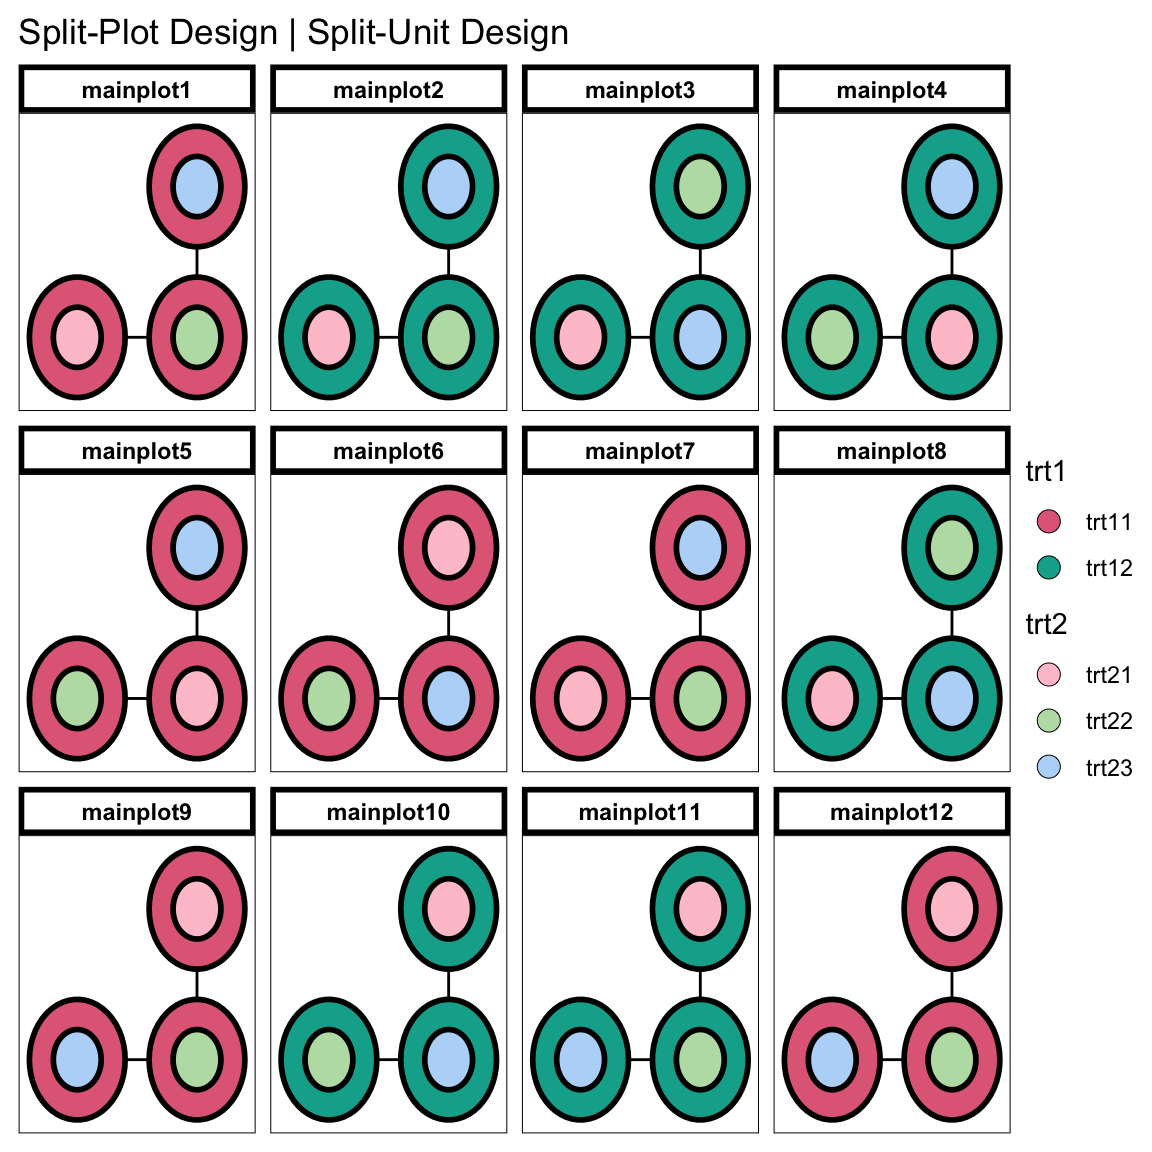 Split-Plot Design | Split-Unit Design
mainplot1
mainplot2
mainplot3
mainplot4
mainplot5
mainplot6
mainplot7
mainplot8
mainplot9
mainplot10
mainplot11
mainplot12
trt1
trt11
trt12
trt2
trt21
trt22
trt23